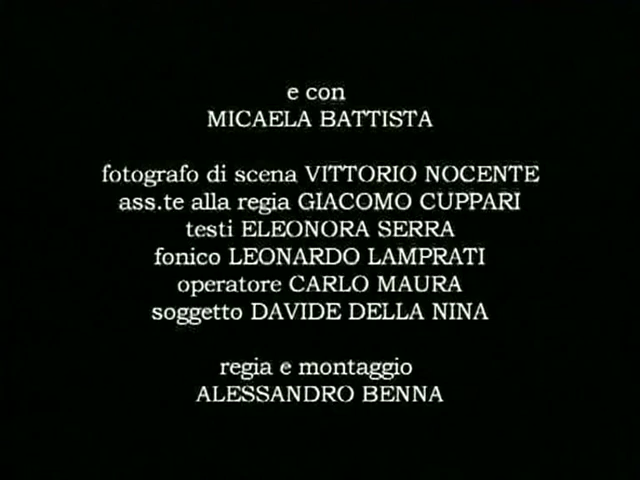 e con
MICAELA BATTISTA
fotografo di scena VITTORIO NOCENTE
ass.te alla regia GIACOMO CUPPARI
testi ELEONORA SERRA
fonico LEONARDO LAMPRATI
operatore CARLO MAURA
soggetto DAVIDE DELLA NINA
regia e montaggio
ALESSANDRO BENNA